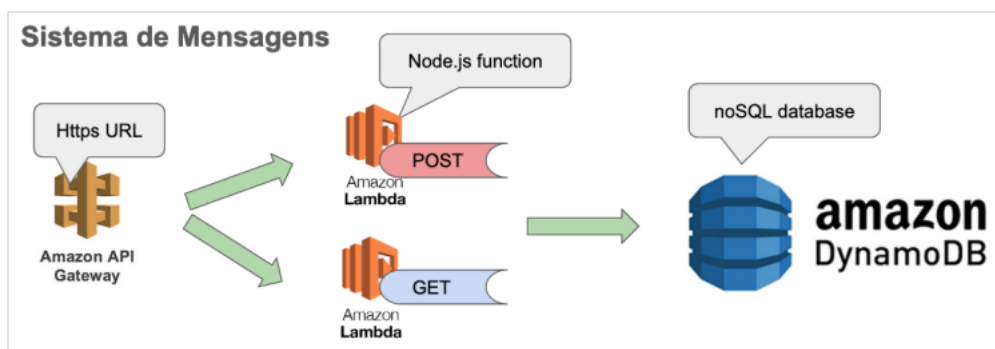 Sistema de Mensagens
Node.js function
Https URL
noSQL database
POST
Amazon
Lambda
Amazon API
Gateway
GET
Amazon
Lambda
amazon
DynamoDB